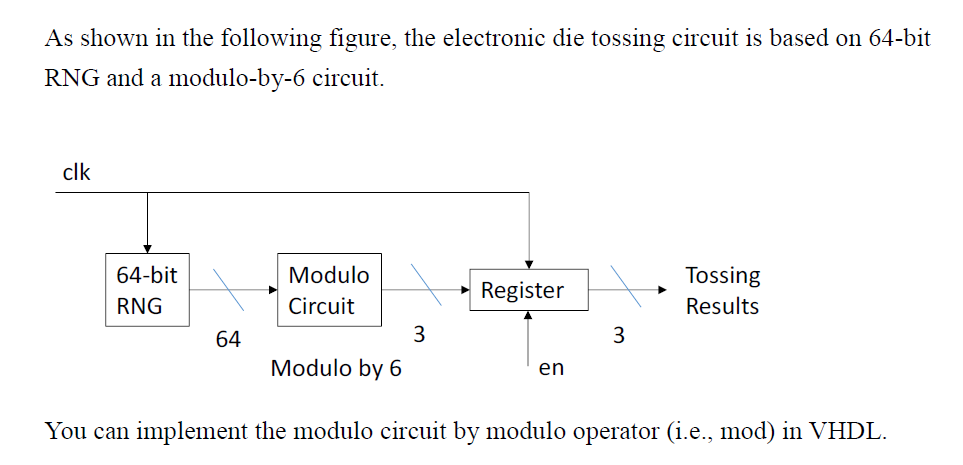 As shown in the following figure, the electronic die tossing circuit is based on 64-bit
RNG and a modulo-by-6 circuit.
clk
64-bit
RNG
64
Modulo
Circuit
Modulo by 6
3
Register
en
3
Tossing
Results
You can implement the modulo circuit by modulo operator (i.e., mod) in VHDL.